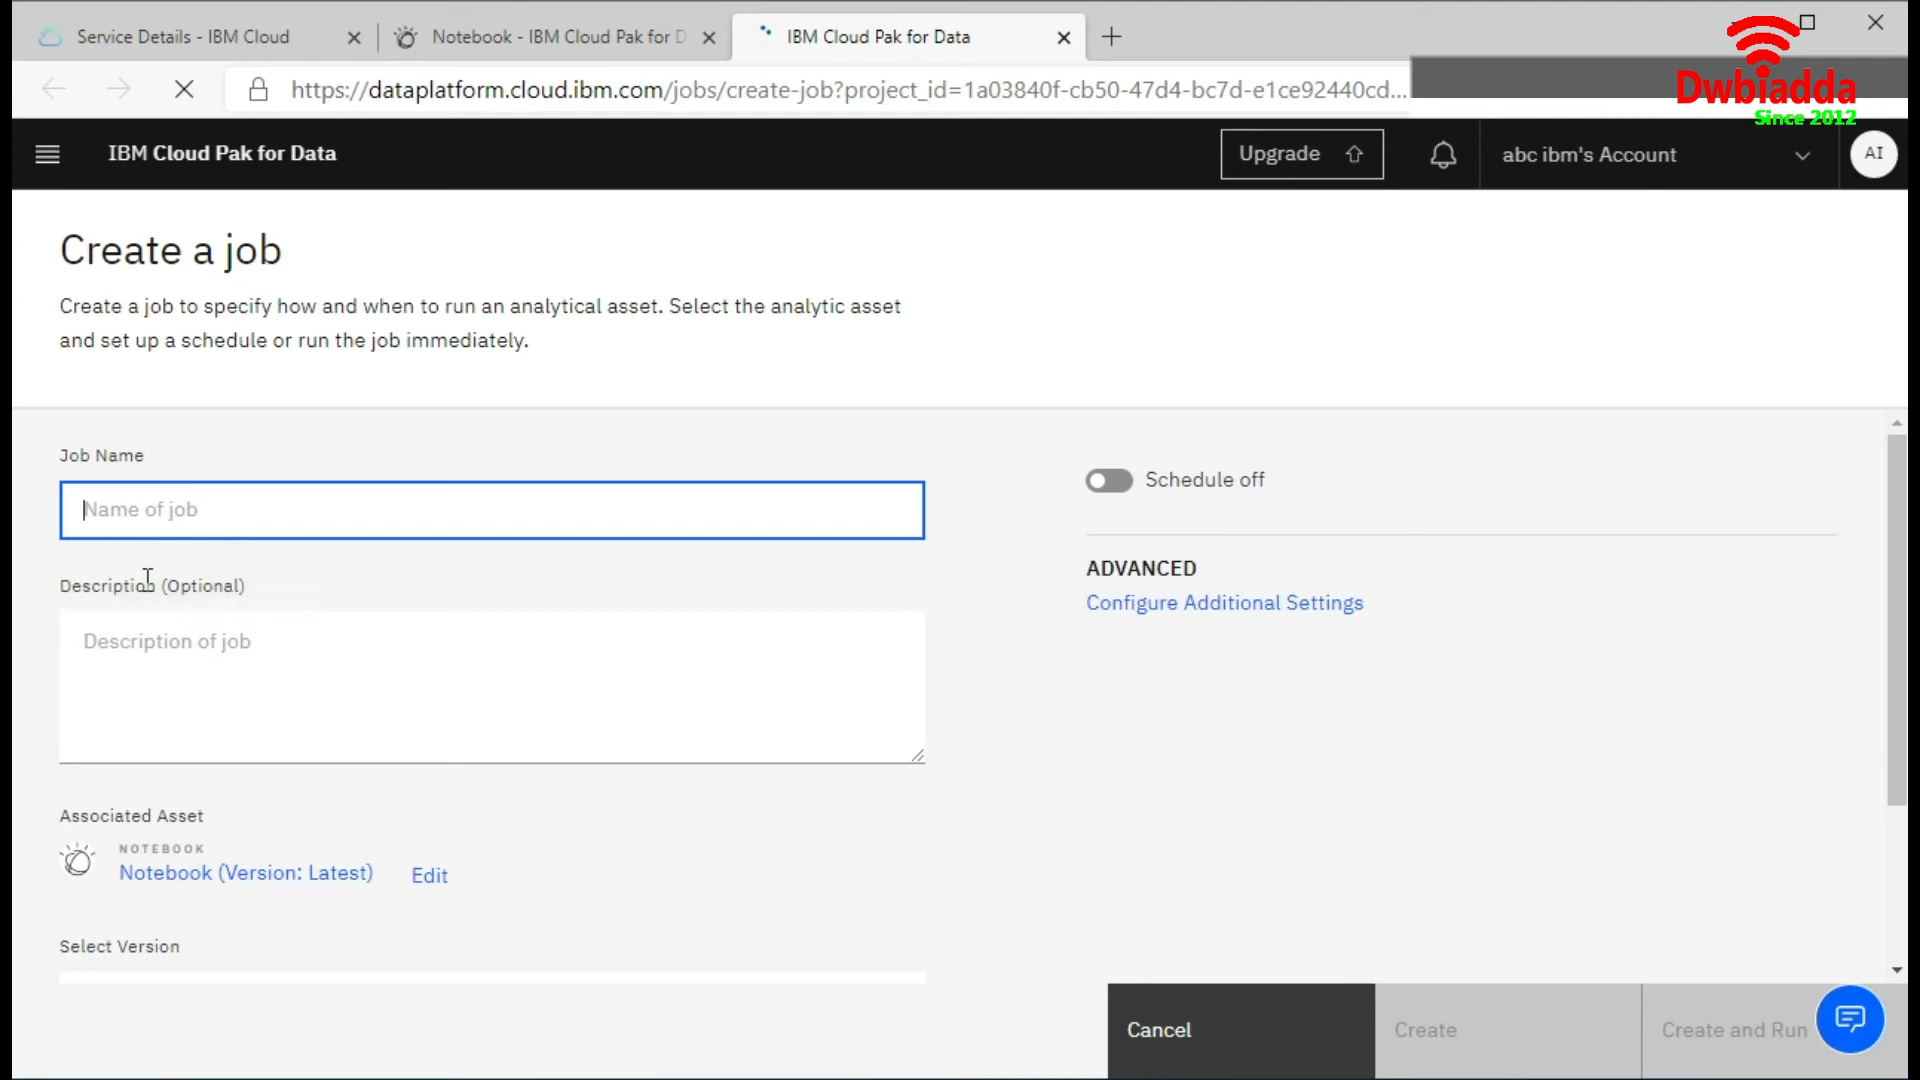 Service Details - IBM Cloud
Notebook - IBM Cloud Pak for D
IBM Cloud Pak for Data
https://dataplatform.cloud.ibm.com/jobs/create-job?project_id=1a03840f-cb50-47d4-bc7d-e1ce92440cd...
Dwbiadda
Since 2012
IBM Cloud Pak for Data
Upgrade
abc ibm's Account
AI
Create a job
Create a job to specify how and when to run an analytical asset. Select the analytic asset
and set up a schedule or run the job immediately.
Job Name
Name of job
Schedule off
ADVANCED
Configure Additional Settings
Description (Optional)
Description of job
Associated Asset
NOTEBOOK
Notebook (Version: Latest)
Edit
Select Version
Cancel
Create
Create and Run